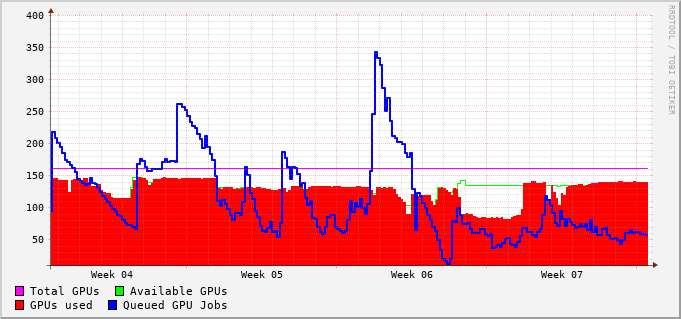 400
350
300
250
200
150
100
50
Week 04 Week 05 Week 06 Week 07
Total GPUs Available GPUs
GPUs used Queued GPU Jobs
RRDTOOL / TOBI OETIKER